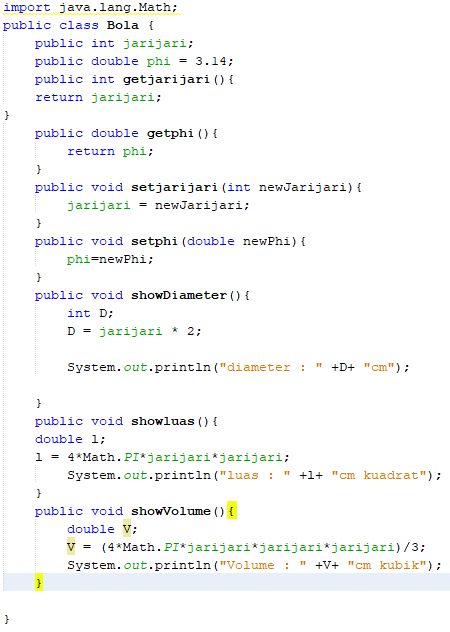 import java.lang.Math;
public class Bola {
    public int jarijari;
    public double phi = 3.14;
    public int getjarijari(){
    return jarijari;
}
    public double getphi(){
        return phi;
    }
    public void setjarijari(int newJarijari){
        jarijari = newJarijari;
    }
    public void setphi(double newPhi){
        phi=newPhi;
    }
    public void showDiameter(){
        int D;
        D = jarijari * 2;

        System.out.println("diameter : " +D+ "cm");

    }
    public void showluas(){
    double l;
    l = 4*Math.PI*jarijari*jarijari;
        System.out.println("luas : " +l+ "cm kuadrat");
    }
    public void showVolume(){
        double V;
        V = (4*Math.PI*jarijari*jarijari*jarijari)/3;
        System.out.println("Volume : " +V+ "cm kubik");
    }

}